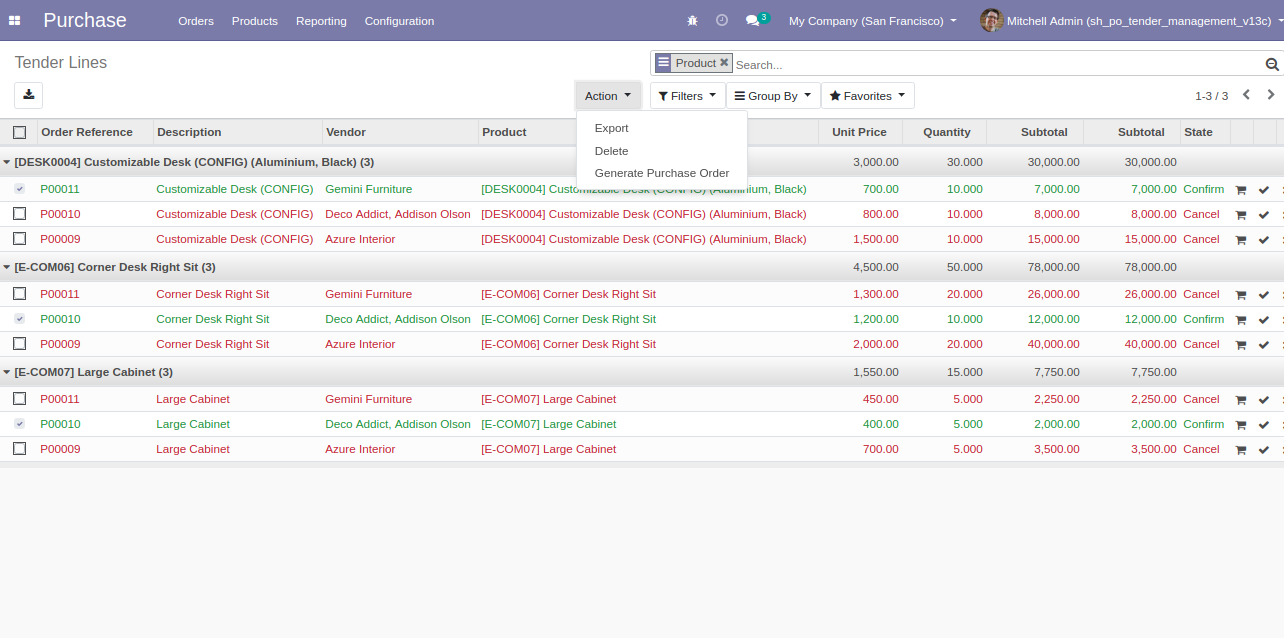 Purchase Orders Products Reporting Configuration 3 My Company (San Francisco) Mitchell Admin (sh_po_tender_management_v13c)
Tender Lines Product Search...
Action Filters Group By Favorites 1-3 / 3
Export
Delete
Generate Purchase Order
Order Reference Description Vendor Product Unit Price Quantity Subtotal Subtotal State
[DESK0004] Customizable Desk (CONFIG) (Aluminium, Black) (3) 3,000.00 30.000 30,000.00 30,000.00
P00011 Customizable Desk (CONFIG) Gemini Furniture [DESK0004] Customizable Desk (CONFIG) (Aluminium, Black) 700.00 10.000 7,000.00 7,000.00 Confirm
P00010 Customizable Desk (CONFIG) Deco Addict, Addison Olson [DESK0004] Customizable Desk (CONFIG) (Aluminium, Black) 800.00 10.000 8,000.00 8,000.00 Cancel
P00009 Customizable Desk (CONFIG) Azure Interior [DESK0004] Customizable Desk (CONFIG) (Aluminium, Black) 1,500.00 10.000 15,000.00 15,000.00 Cancel
[E-COM06] Corner Desk Right Sit (3) 4,500.00 50.000 78,000.00 78,000.00
P00011 Corner Desk Right Sit Gemini Furniture [E-COM06] Corner Desk Right Sit 1,300.00 20.000 26,000.00 26,000.00 Cancel
P00010 Corner Desk Right Sit Deco Addict, Addison Olson [E-COM06] Corner Desk Right Sit 1,200.00 10.000 12,000.00 12,000.00 Confirm
P00009 Corner Desk Right Sit Azure Interior [E-COM06] Corner Desk Right Sit 2,000.00 20.000 40,000.00 40,000.00 Cancel
[E-COM07] Large Cabinet (3) 1,550.00 15.000 7,750.00 7,750.00
P00011 Large Cabinet Gemini Furniture [E-COM07] Large Cabinet 450.00 5.000 2,250.00 2,250.00 Cancel
P00010 Large Cabinet Deco Addict, Addison Olson [E-COM07] Large Cabinet 400.00 5.000 2,000.00 2,000.00 Confirm
P00009 Large Cabinet Azure Interior [E-COM07] Large Cabinet 700.00 5.000 3,500.00 3,500.00 Cancel